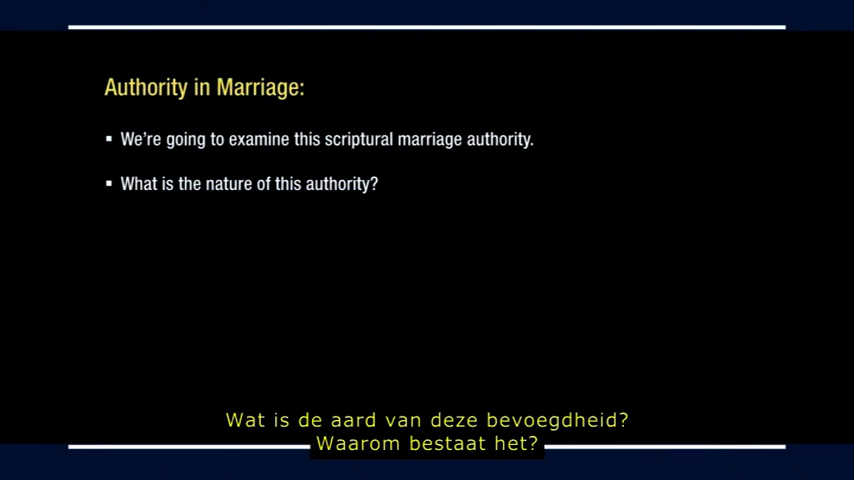 Authority in Marriage:
▪ We're going to examine this scriptural marriage authority.
▪ What is the nature of this authority?
Wat is de aard van deze bevoegdheid?
Waarom bestaat het?